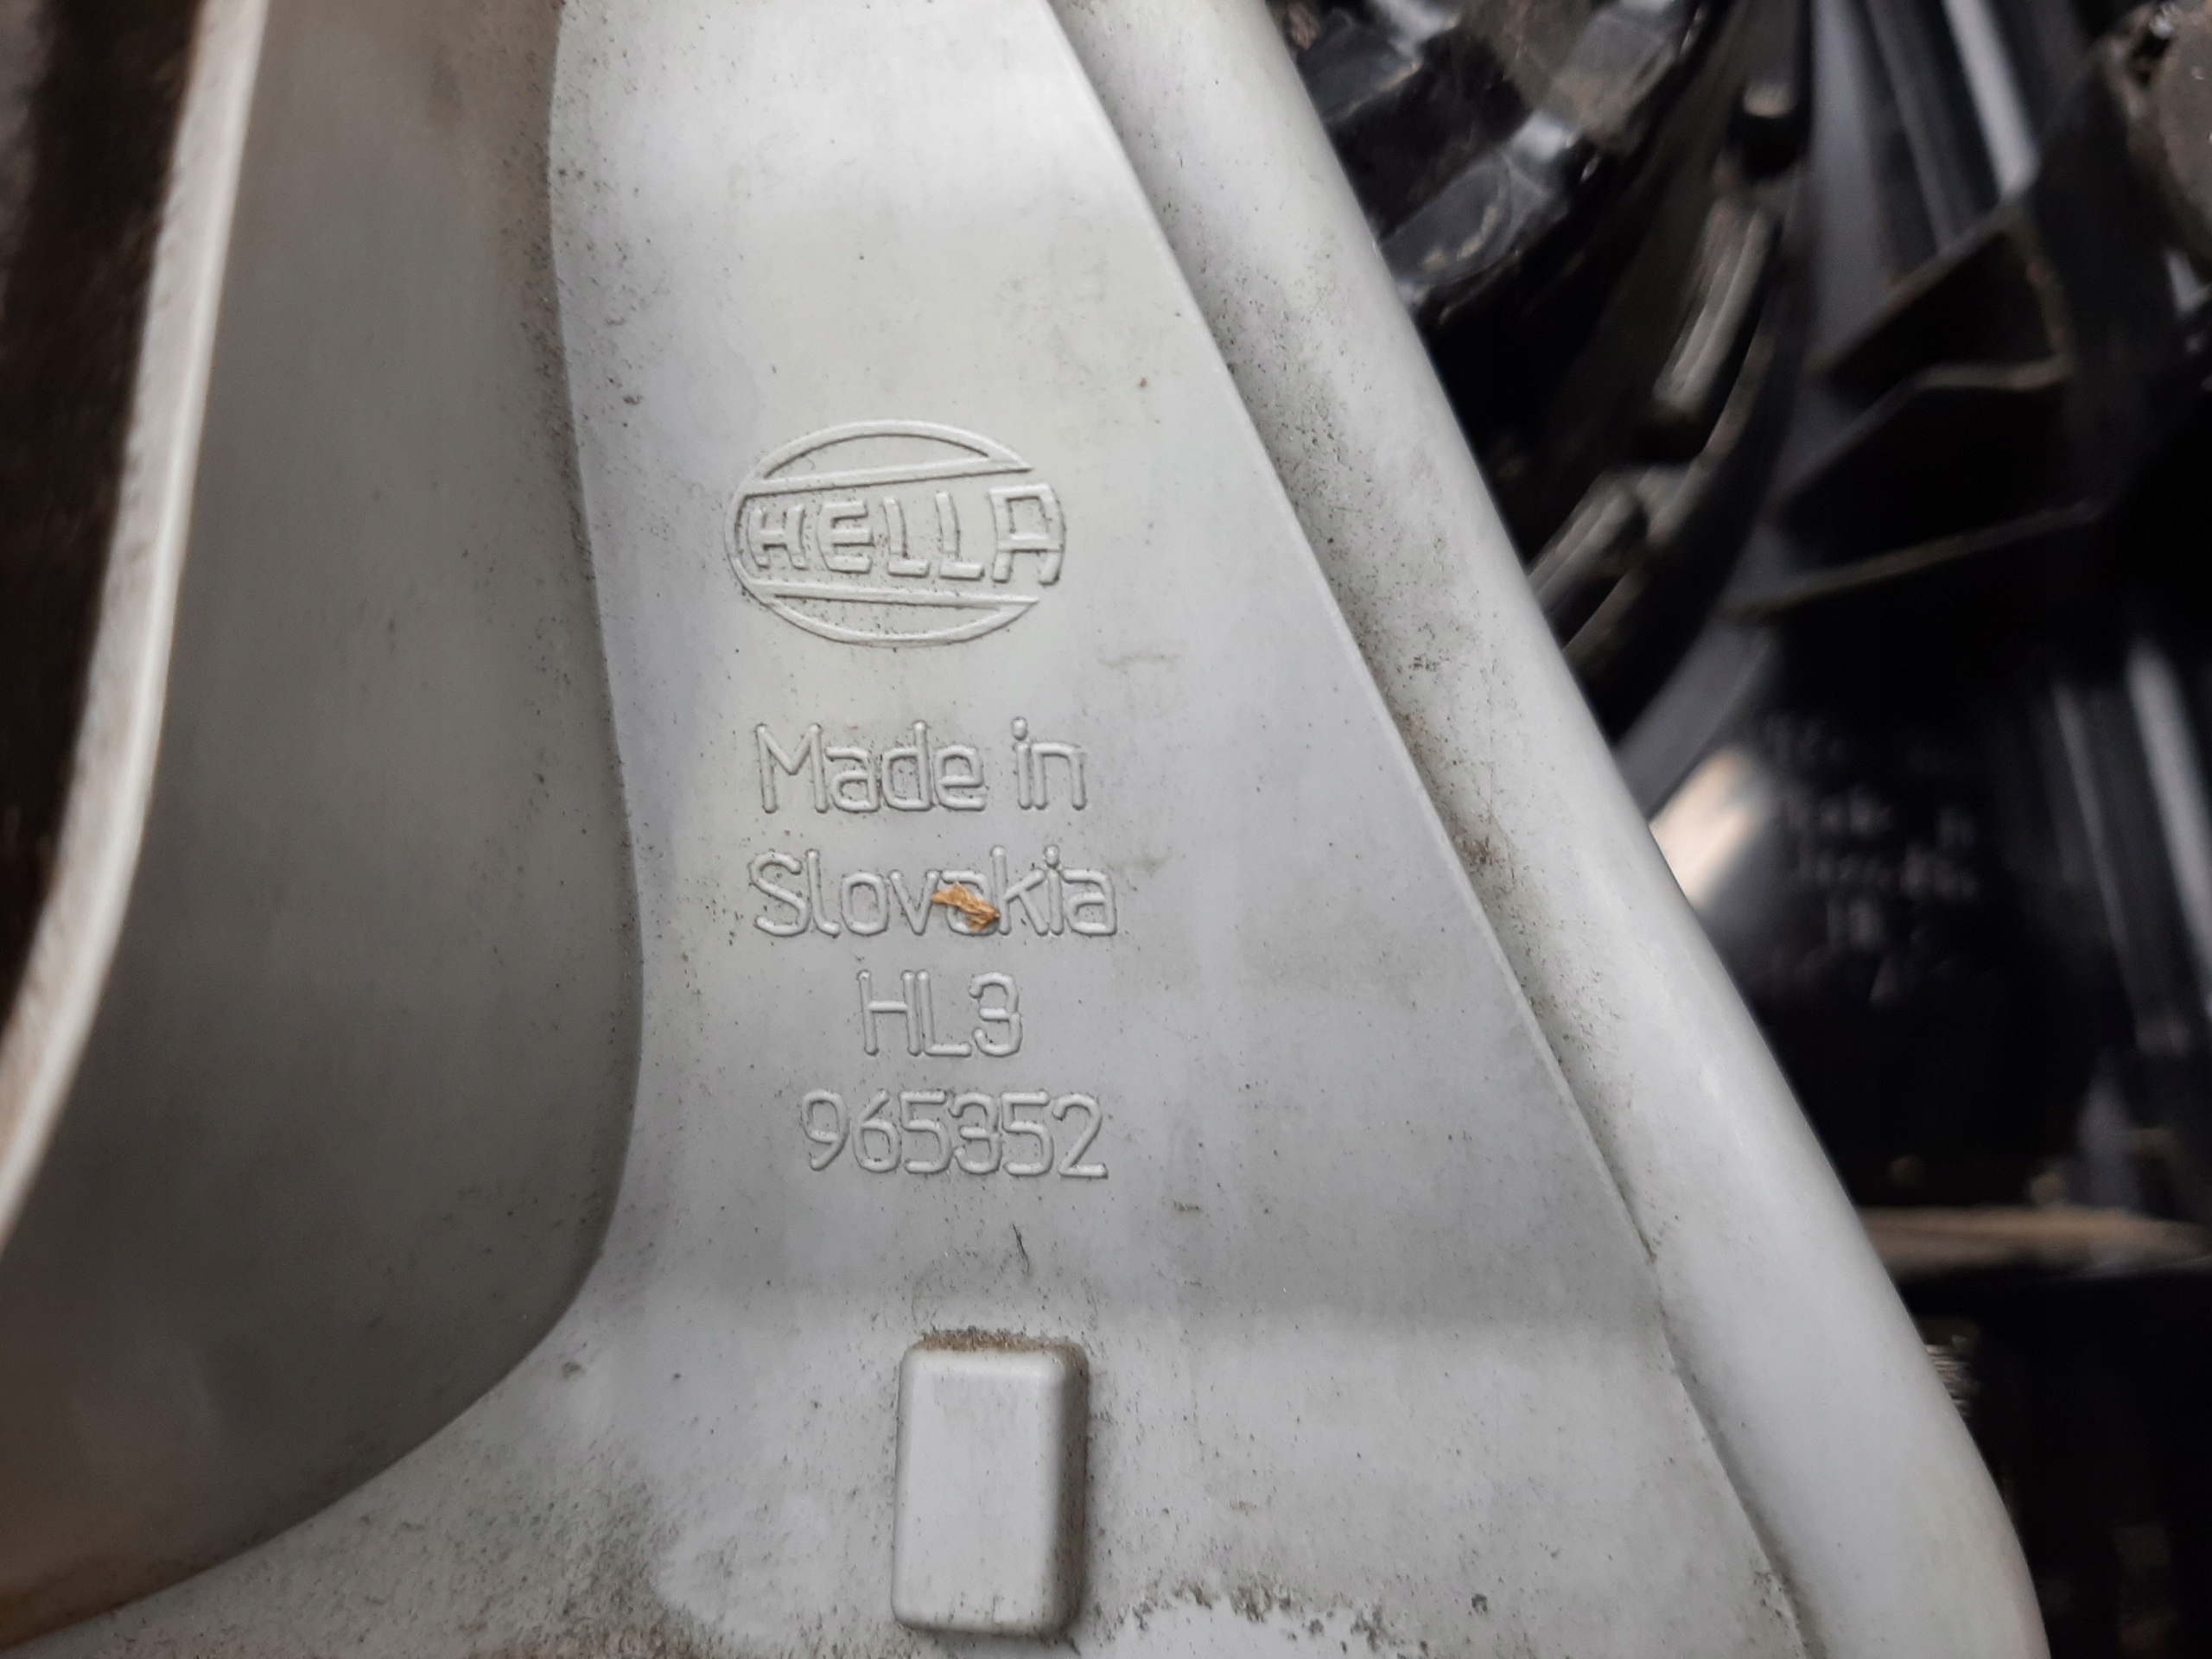 HELLA
Made in
Slovakia
HL3
965352